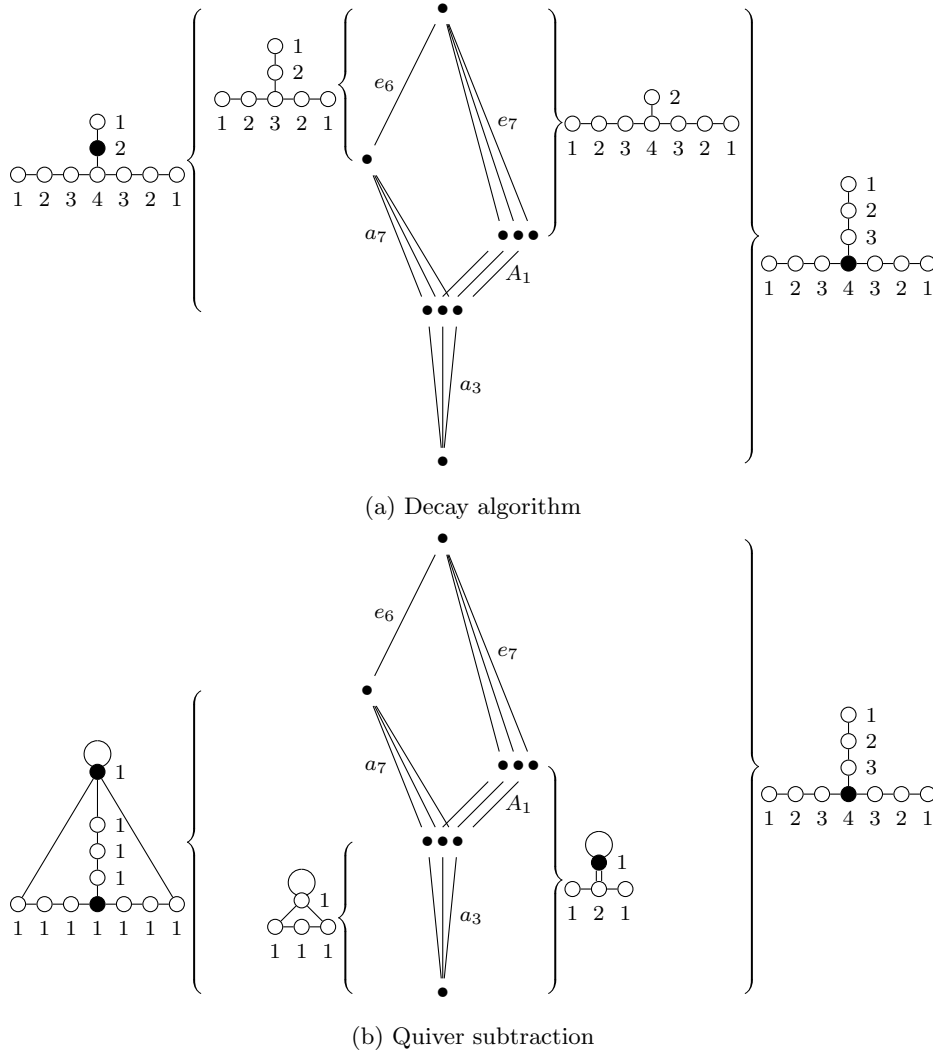 1
2
1 2 3 4 3 2 1
1
2
1 2 3 2 1
e₆
e₇
a₇
A₁
a₃
2
1 2 3 4 3 2 1
1
2
3
1 2 3 4 3 2 1
(a) Decay algorithm
1
1
1
1
1 1 1 1 1 1 1
1
1 1 1
e₆
e₇
a₇
A₁
a₃
1
1 2 1
1
2
3
1 2 3 4 3 2 1
(b) Quiver subtraction